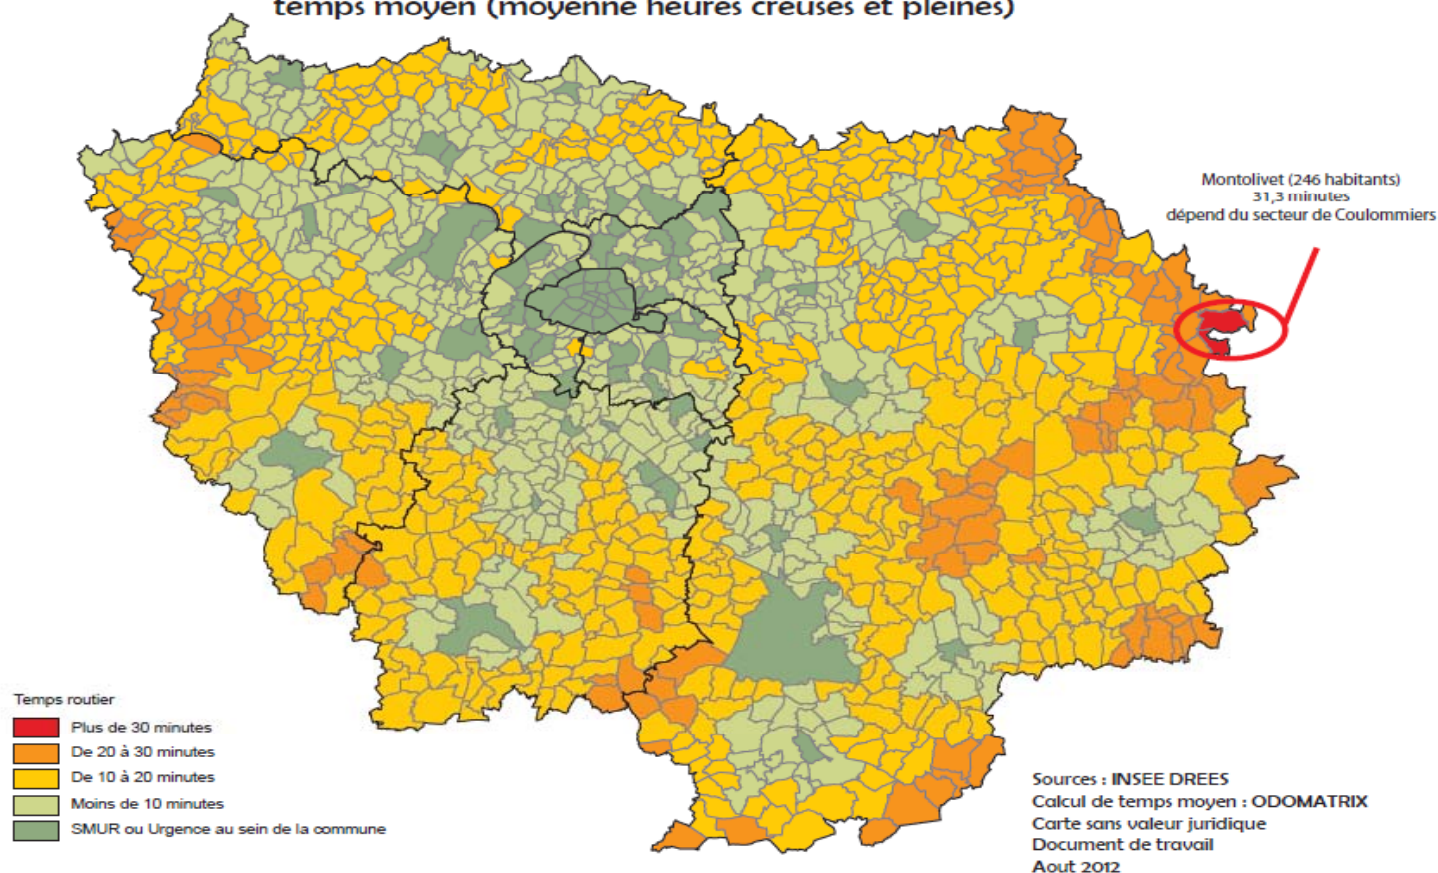 temps moyen (moyenne heures creuses et pleines)
Montolivet (246 habitants)
31,3 minutes
dépend du secteur de Coulommiers
Temps routier
Plus de 30 minutes
De 20 à 30 minutes
De 10 à 20 minutes
Moins de 10 minutes
SMUR ou Urgence au sein de la commune
Sources : INSEE DREES
Calcul de temps moyen : ODOMATRIX
Carte sans valeur juridique
Document de travail
Aout 2012